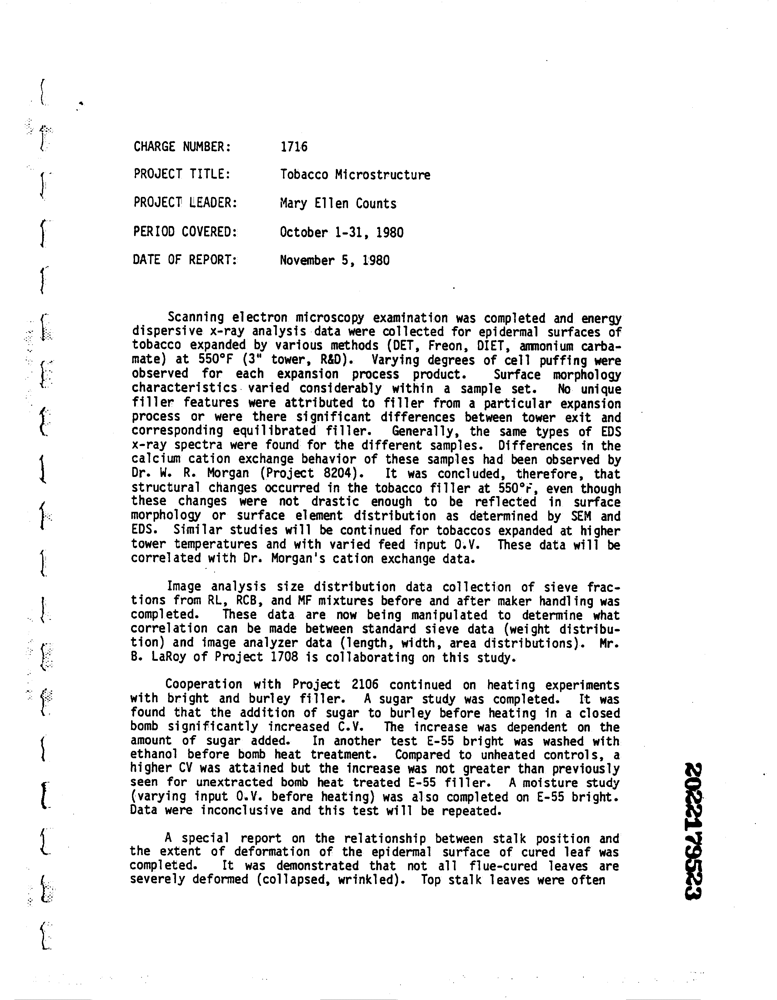 CHARGE NUMBER: 1716
PROJECT TITLE: Tobacco Microstructure
PROJECT LEADER: Mary Ellen Counts
PERIOD COVERED: October 1-31, 1980
DATE OF REPORT: November 5, 1980
Scanning electron microscopy examination was completed and energy
dispersive x-ray analysis data were collected for epidermal surfaces of
tobacco expanded by various methods (DET, Freon, DIET, ammonium carba-
mate) at 550°F (3" tower, R&D). Varying degrees of cell puffing were
observed for each expansion process product. Surface morphology
characteristics varied considerably within a sample set. No unique
filler features were attributed to filler from a particular expansion
process or were there significant differences between tower exit and
corresponding equilibrated filler. Generally, the same types of EDS
x-ray spectra were found for the different samples. Differences in the
calcium cation exchange behavior of these samples had been observed by
Dr. W. R. Morgan (Project 8204). It was concluded, therefore, that
structural changes occurred in the tobacco filler at 550°F, even though
these changes were not drastic enough to be reflected in surface
morphology or surface element distribution as determined by SEM and
EDS. Similar studies will be continued for tobaccos expanded at higher
tower temperatures and with varied feed input O.V. These data will be
correlated with Dr. Morgan's cation exchange data.
Image analysis size distribution data collection of sieve frac-
tions from RL, RCB, and MF mixtures before and after maker handling was
completed. These data are now being manipulated to determine what
correlation can be made between standard sieve data (weight distribu-
tion) and image analyzer data (length, width, area distributions). Mr.
B. LaRoy of Project 1708 is collaborating on this study.
Cooperation with Project 2106 continued on heating experiments
with bright and burley filler. A sugar study was completed. It was
found that the addition of sugar to burley before heating in a closed
bomb significantly increased C.V. The increase was dependent on the
amount of sugar added. In another test E-55 bright was washed with
ethanol before bomb heat treatment. Compared to unheated controls, a
higher CV was attained but the increase was not greater than previously
seen for unextracted bomb heat treated E-55 filler. A moisture study
(varying input O.V. before heating) was also completed on E-55 bright.
Data were inconclusive and this test will be repeated.
A special report on the relationship between stalk position and
the extent of deformation of the epidermal surface of cured leaf was
completed. It was demonstrated that not all flue-cured leaves are
severely deformed (collapsed, wrinkled). Top stalk leaves were often
2022179523